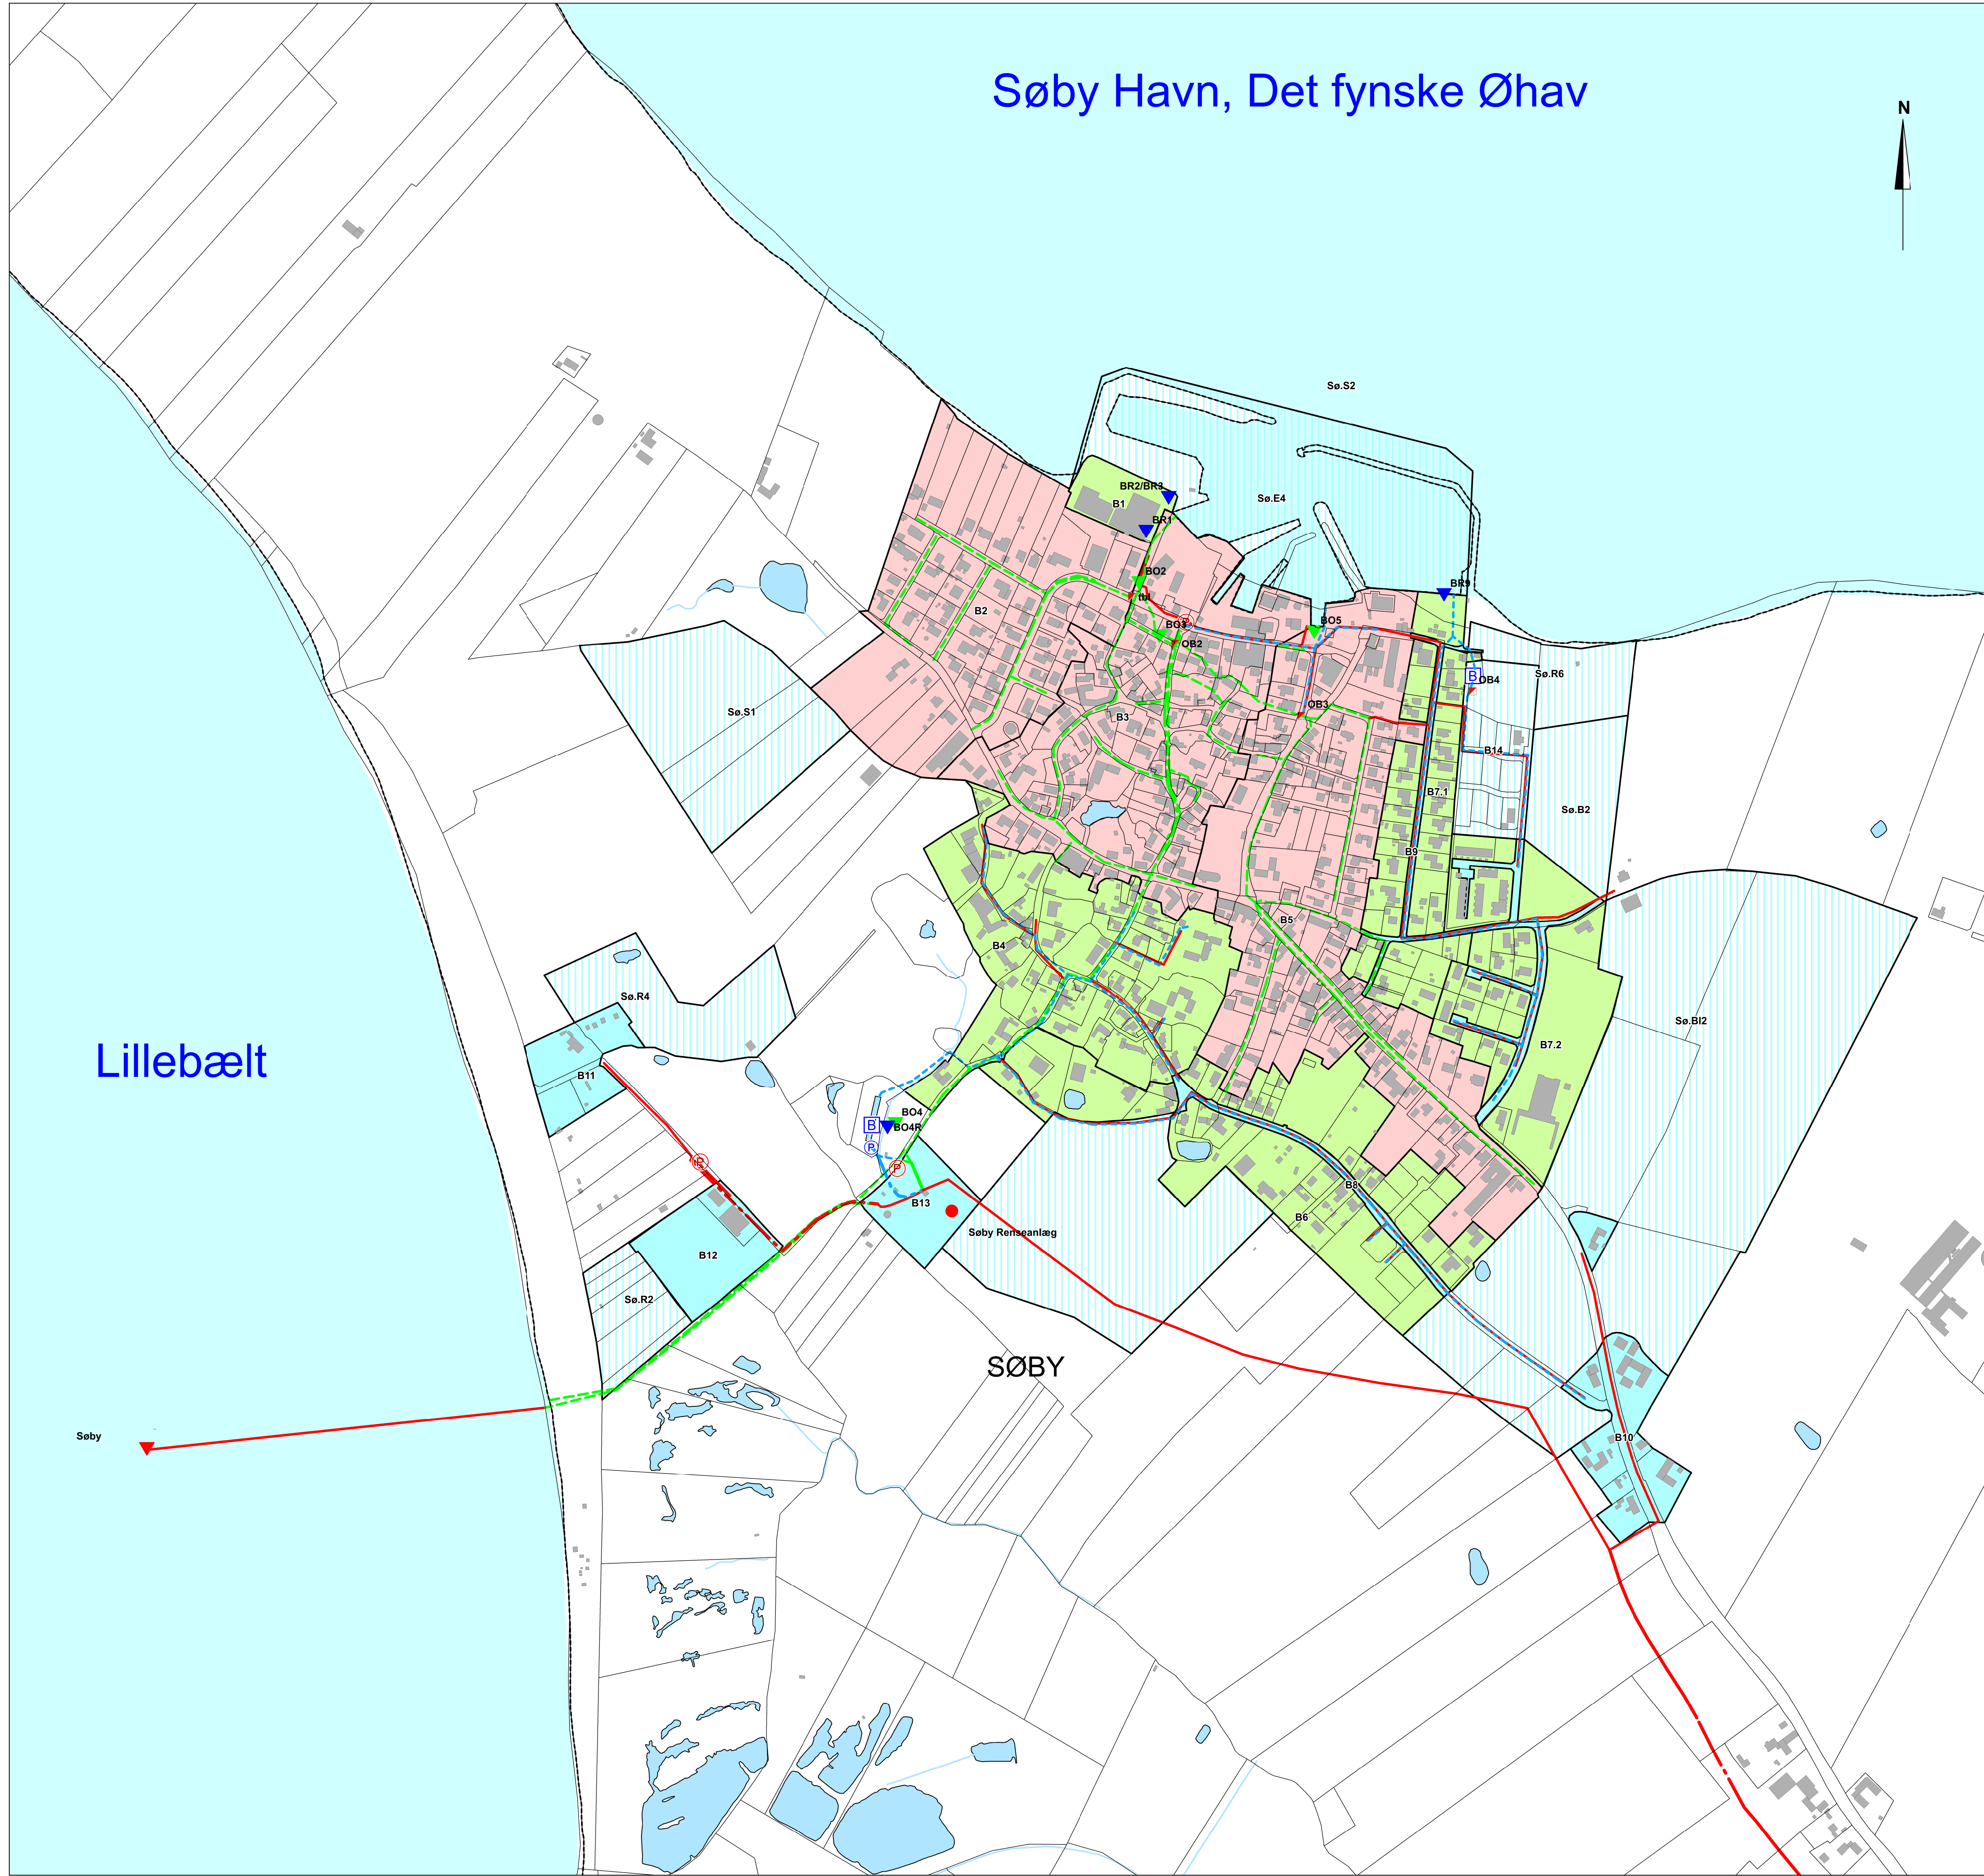 Søby Havn, Det fynske Øhav
N
Sø.S2
BR2/BR3
B1
Sø.E4
BR1
BO2
BR9
tbl
B2
BO3
P
BO5
OB2
Sø.R6
B
OB4
Sø.S1
B3
OB3
B14
B7.1
Sø.B2
B9
B5
B4
Sø.R4
Sø.Bl2
B7.2
Lillebælt
B11
BO4
B
BO4R
P
P
P
B8
B13
B6
Søby Renseanlæg
B12
Sø.R2
SØBY
Søby
B10